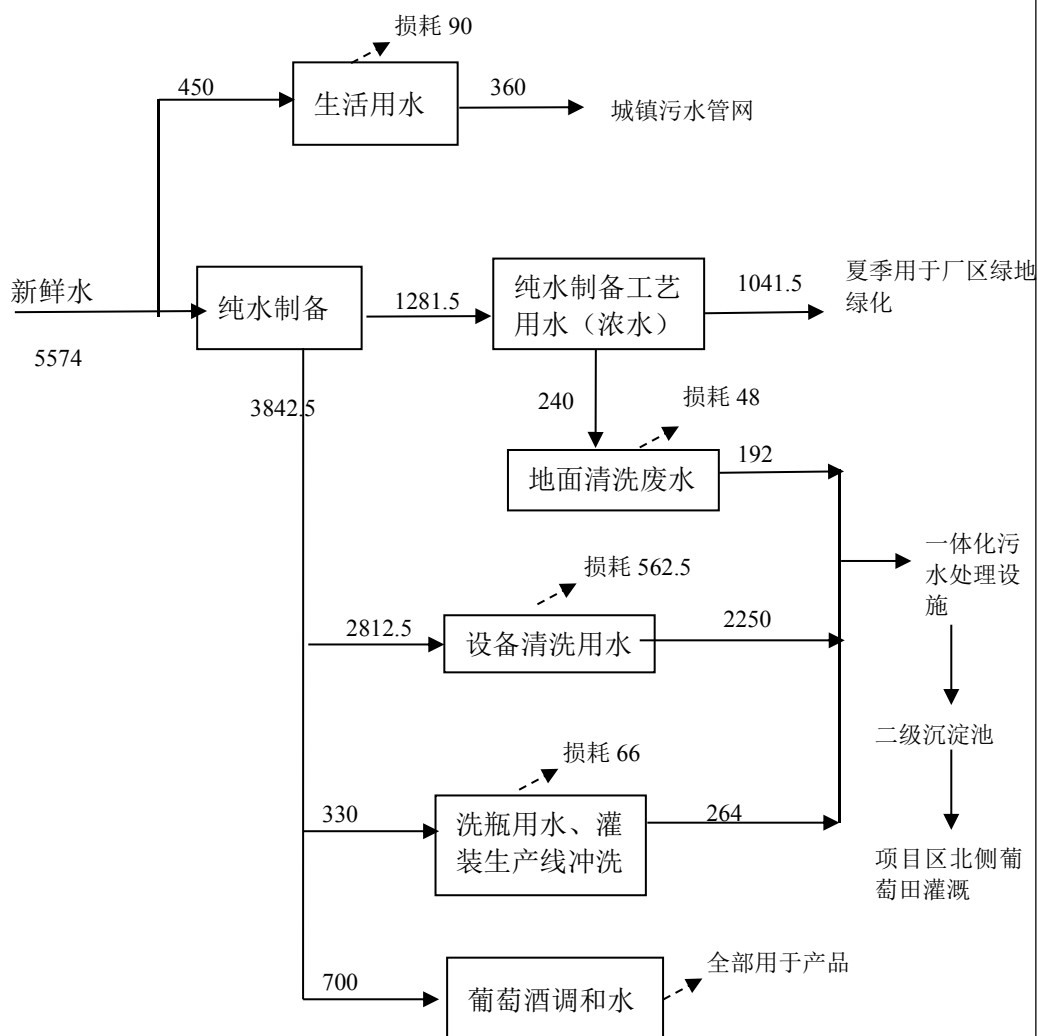 损耗 90
450
生活用水
360
城镇污水管网
新鲜水
5574
纯水制备
1281.5
纯水制备工艺
用水（浓水）
1041.5
夏季用于厂区绿地
绿化
3842.5
240
损耗 48
地面清洗废水
192
一体化污
水处理设
施
损耗 562.5
2812.5
设备清洗用水
2250
二级沉淀池
损耗 66
330
洗瓶用水、灌
装生产线冲洗
264
项目区北侧葡
萄田灌溉
700
葡萄酒调和水
全部用于产品